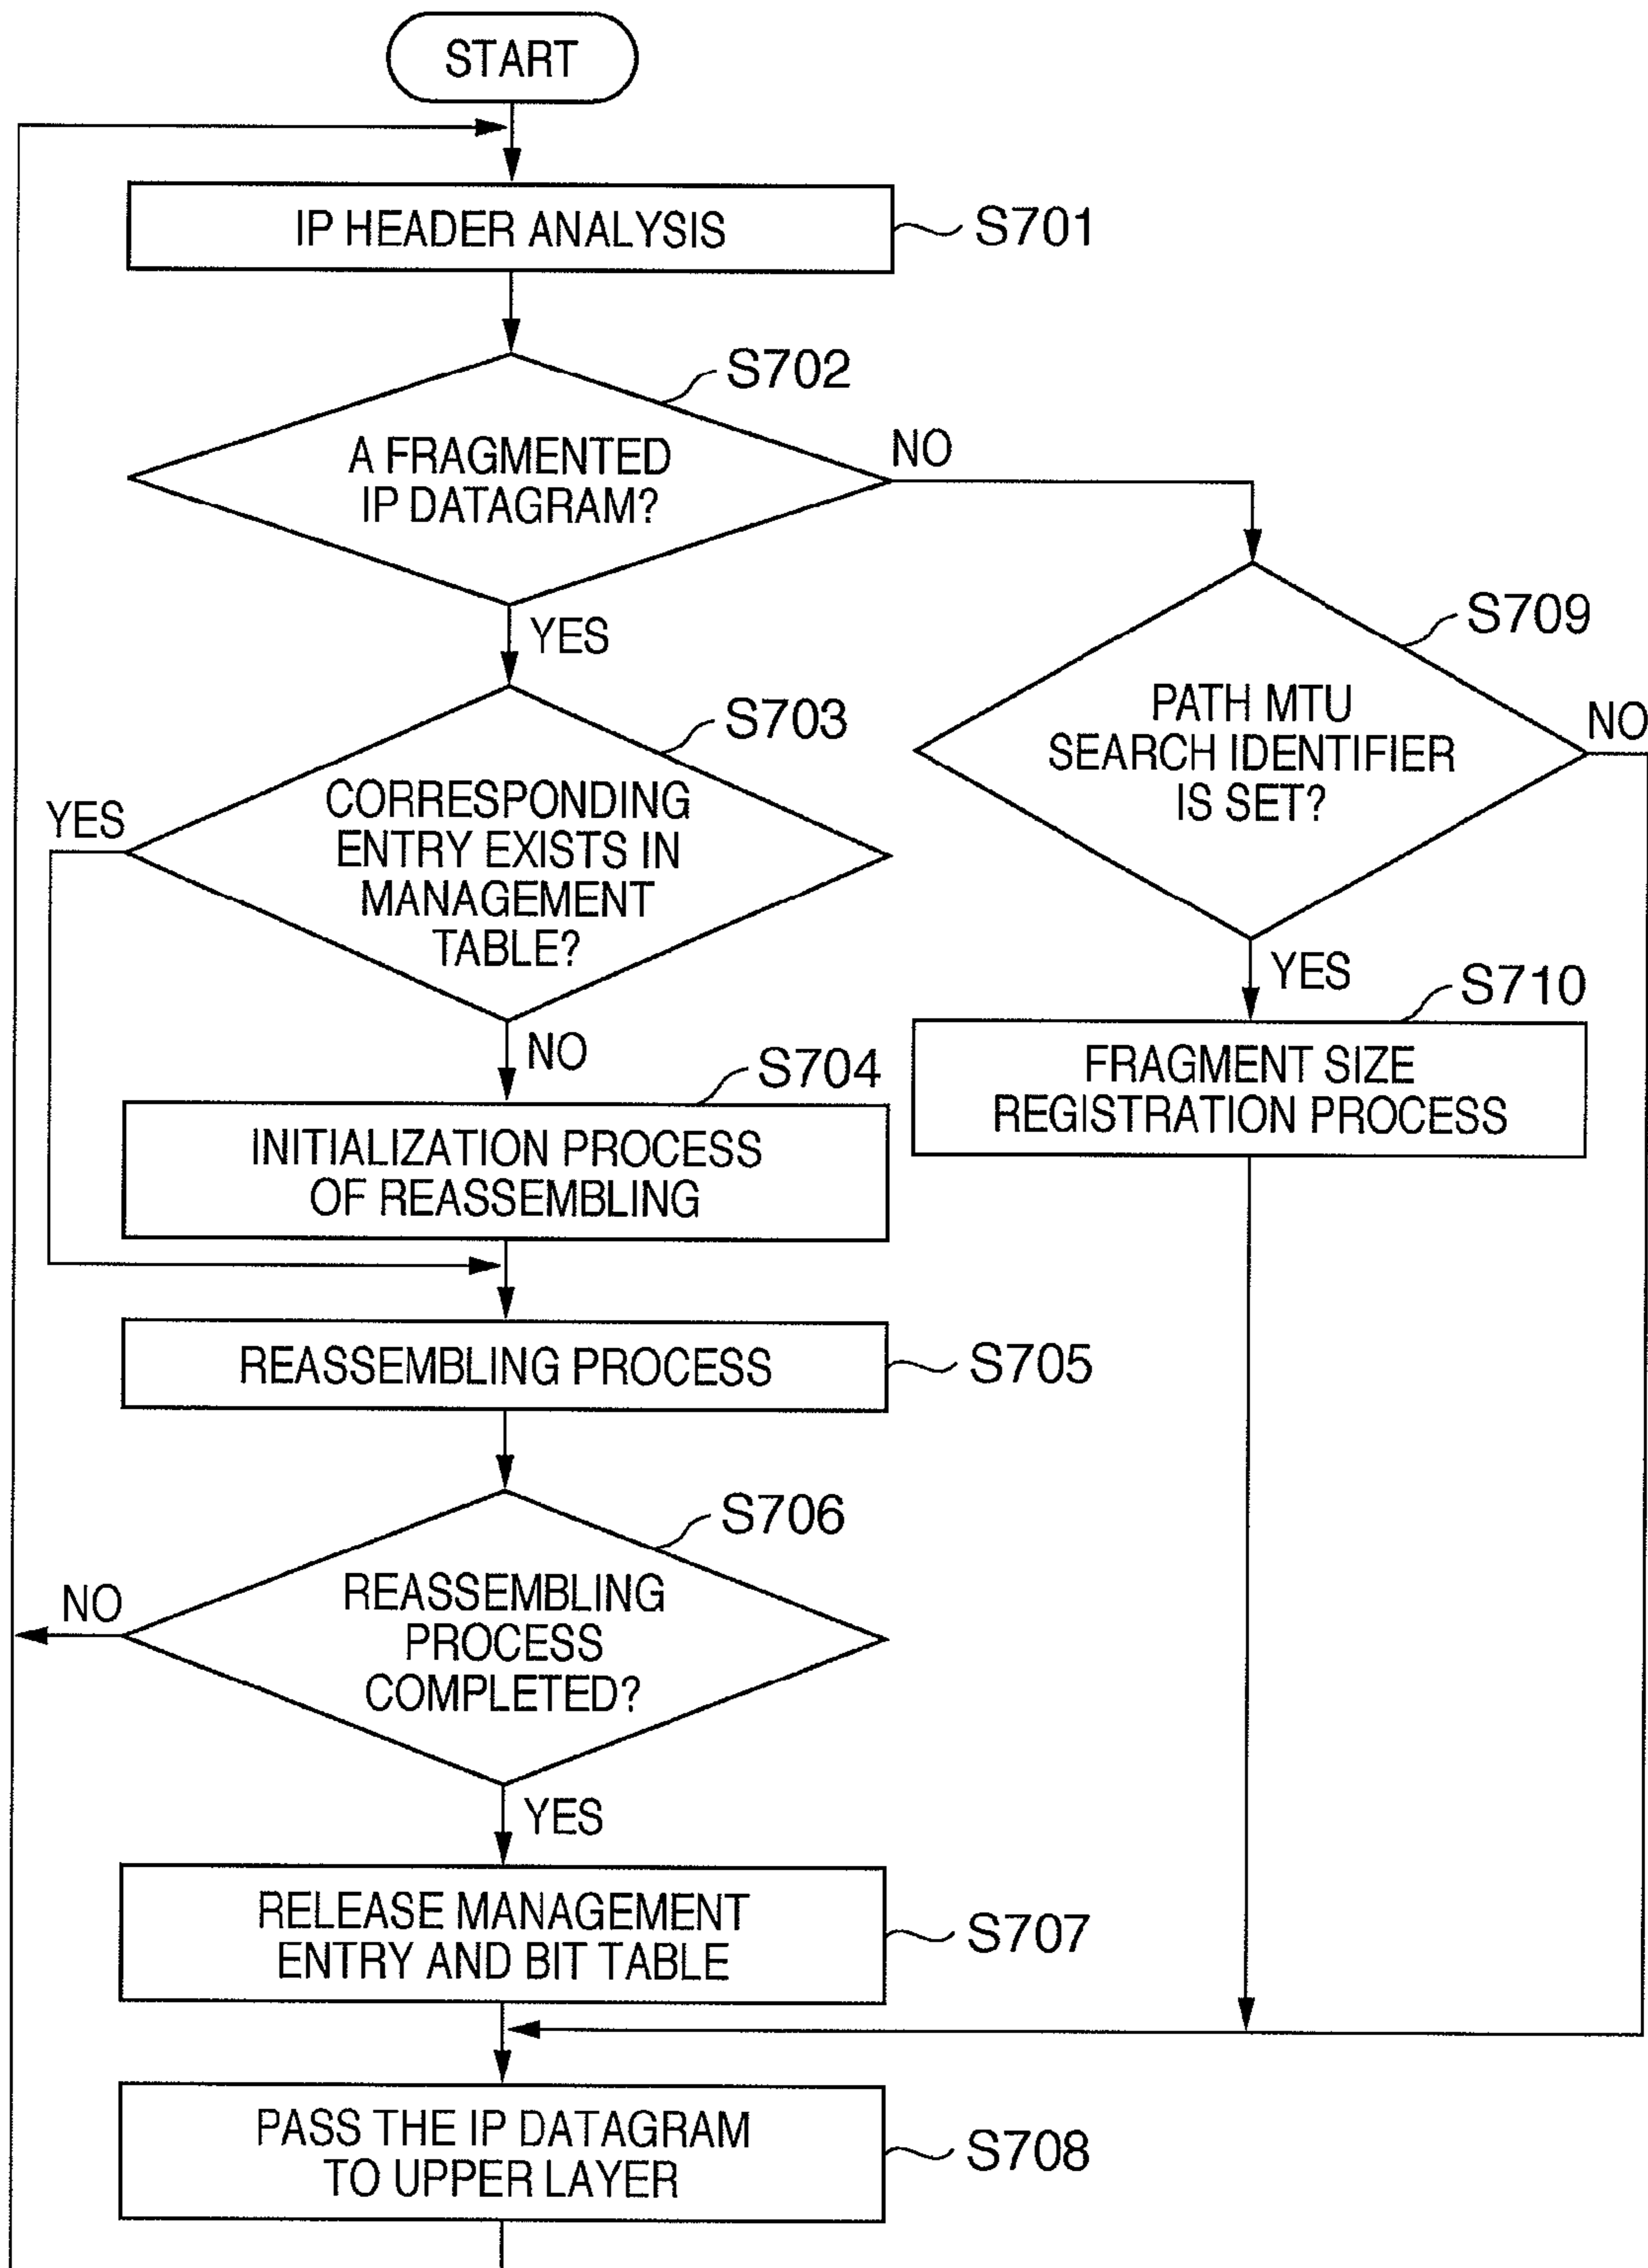 START
IP HEADER ANALYSIS
S701
S702
A FRAGMENTED
IP DATAGRAM?
NO
YES
S709
PATH MTU
SEARCH IDENTIFIER
IS SET?
NO
YES
S703
CORRESPONDING
ENTRY EXISTS IN
MANAGEMENT
TABLE?
YES
NO
S710
FRAGMENT SIZE
REGISTRATION PROCESS
S704
INITIALIZATION PROCESS
OF REASSEMBLING
REASSEMBLING PROCESS
S705
S706
REASSEMBLING
PROCESS
COMPLETED?
NO
YES
RELEASE MANAGEMENT
ENTRY AND BIT TABLE
S707
PASS THE IP DATAGRAM
TO UPPER LAYER
S708